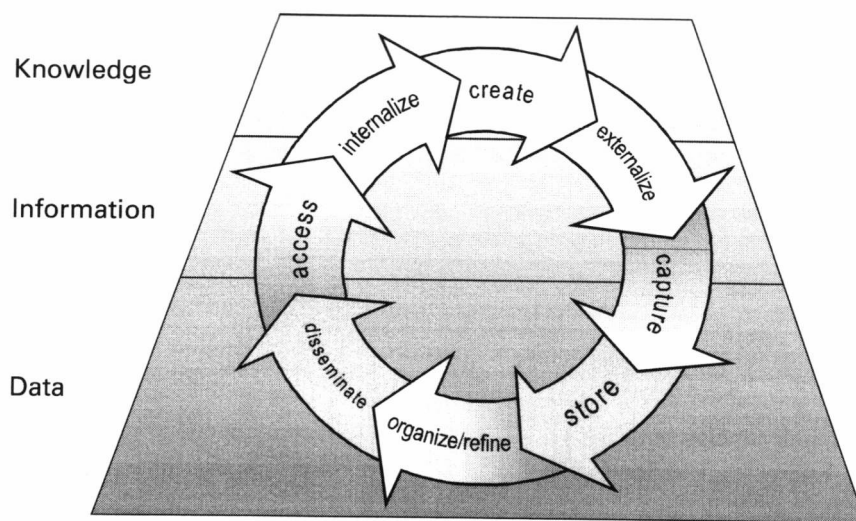 Knowledge
Information
Data
create
externalize
capture
store
organize/refine
disseminate
access
internalize